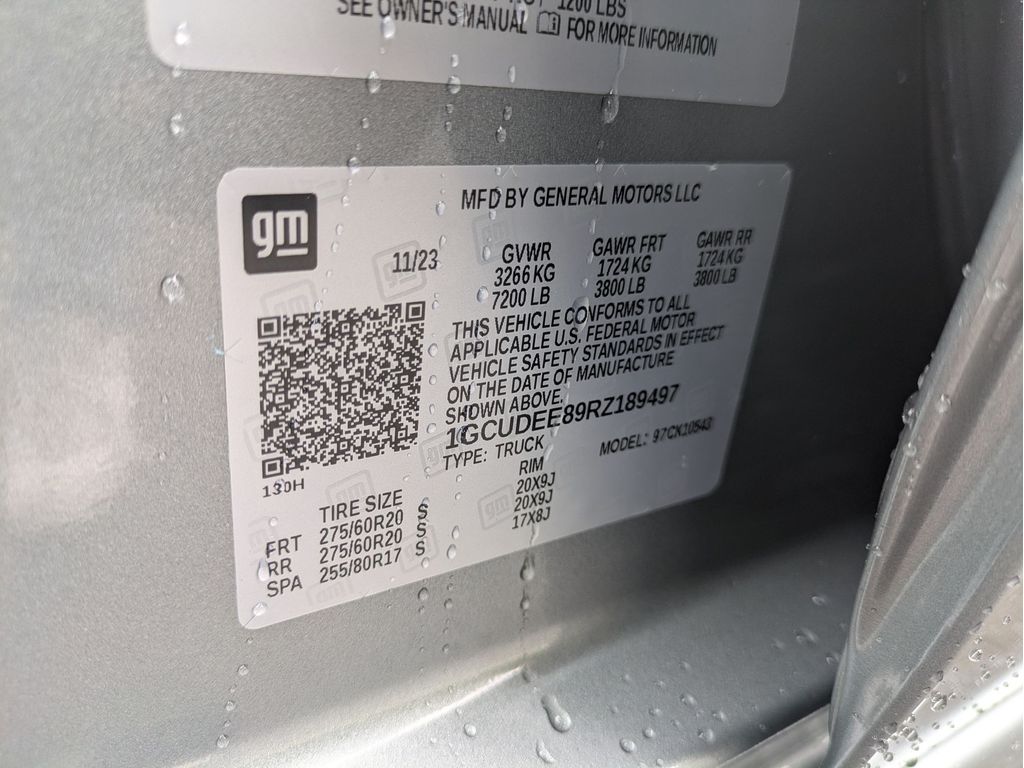 1200 LBS
SEE OWNER'S MANUAL FOR MORE INFORMATION
gm
MFD BY GENERAL MOTORS LLC
11/23
GVWR GAWR FRT GAWR RR
3266 KG 1724 KG 1724 KG
7200 LB 3800 LB 3800 LB
THIS VEHICLE CONFORMS TO ALL
APPLICABLE U.S. FEDERAL MOTOR
VEHICLE SAFETY STANDARDS IN EFFECT
ON THE DATE OF MANUFACTURE
SHOWN ABOVE.
1GCUDEE89RZ189497
TYPE: TRUCK MODEL: 97CK10543
130H
TIRE SIZE RIM
FRT 275/60R20 S 20X9J
RR 275/60R20 S 20X9J
SPA 255/80R17 S 17X8J